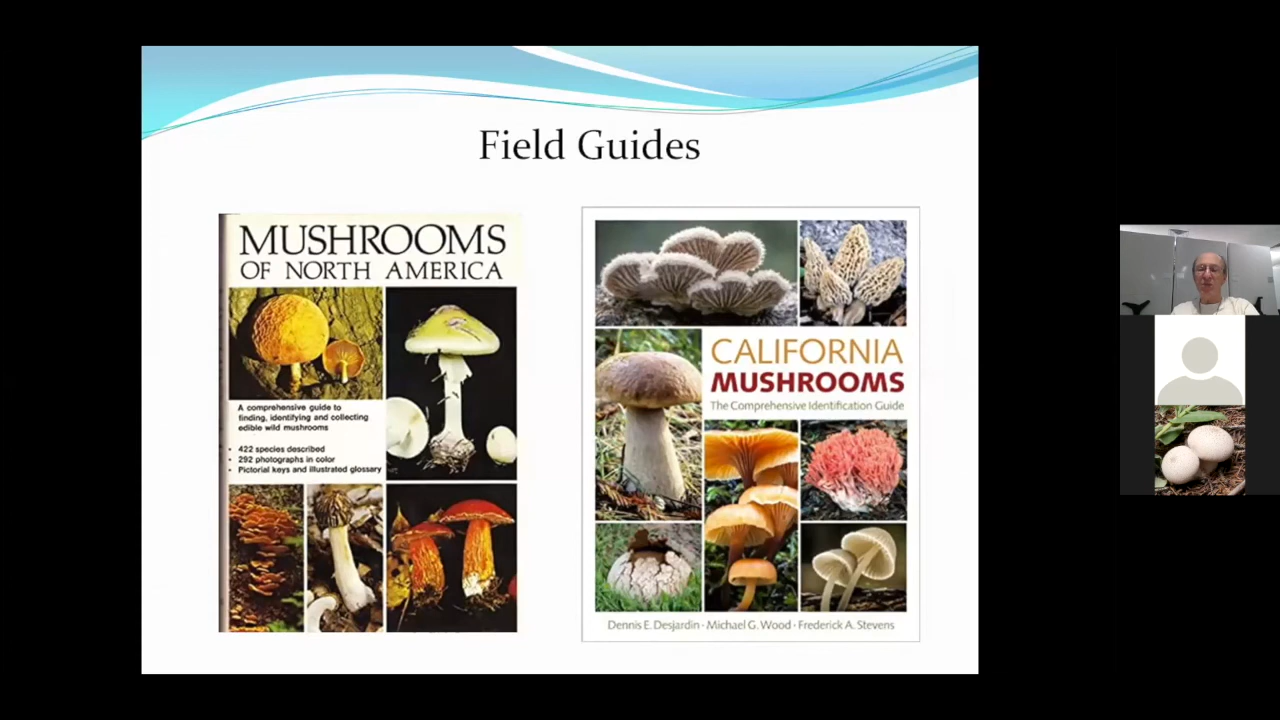 Field Guides
MUSHROOMS
OF NORTH AMERICA
A comprehensive guide to
finding, identifying and collecting
edible wild mushrooms
• 422 species described
• 292 photographs in color
• Pictorial keys and illustrated glossary
CALIFORNIA
MUSHROOMS
The Comprehensive Identification Guide
Dennis E. Desjardin · Michael G. Wood · Frederick A. Stevens